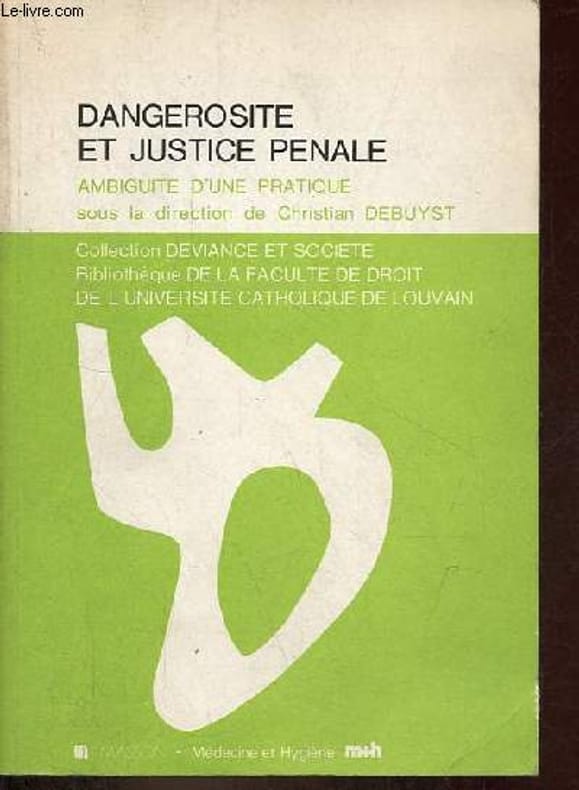 Le-livre.com
DANGEROSITE
ET JUSTICE PENALE
AMBIGUITE D'UNE PRATIQUE
sous la direction de Christian DEBUYST
Collection DEVIANCE ET SOCIETE
Bibliothèque DE LA FACULTE DE DROIT
DE L'UNIVERSITE CATHOLIQUE DE LOUVAIN
MASSON • Médecine et Hygiène m+h